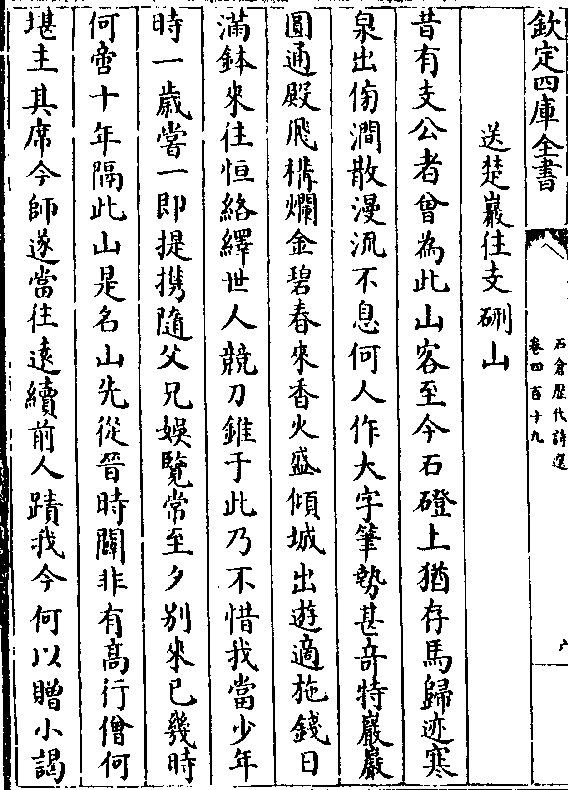 欽定四庫全書
石倉歷代詩選
卷四百十九
六
送楚巖住支硎山
昔有支公者曾為此山客至今石磴上猶存馬歸迹寒
泉出傍澗散漫流不息何人作大字筆勢甚竒特巖巖
圓通殿飛構爛金碧春來香火盛傾城出遊適施錢日
滿鉢來往恒絡繹世人競刀錐于此乃不惜我當少年
時一歲嘗一即提携隨父兄娛覽常至夕別來已幾時
何啻十年隔此山是名山先從晉時闢非有高行僧何
堪主其席今師遂當往遠續前人蹟我今何以贈小謁